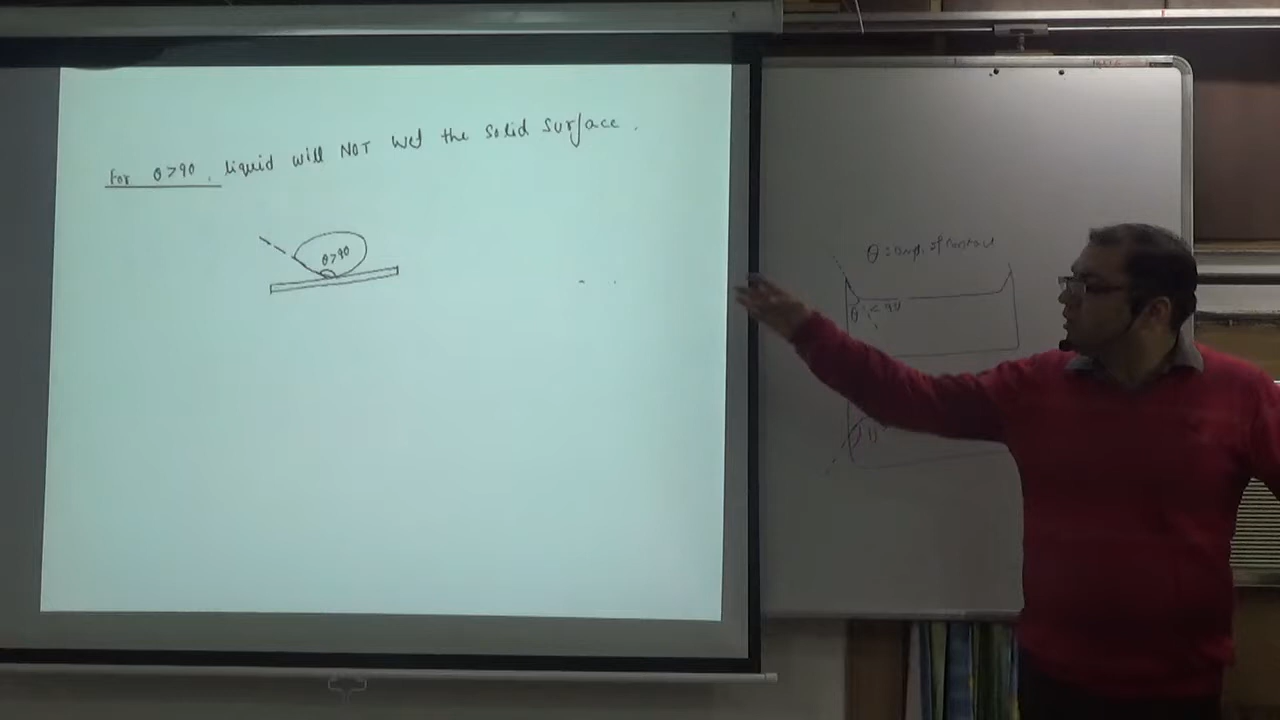 For θ>90, liquid will NOT wet the solid surface.
θ>90
θ = angle of contact
θ < 90